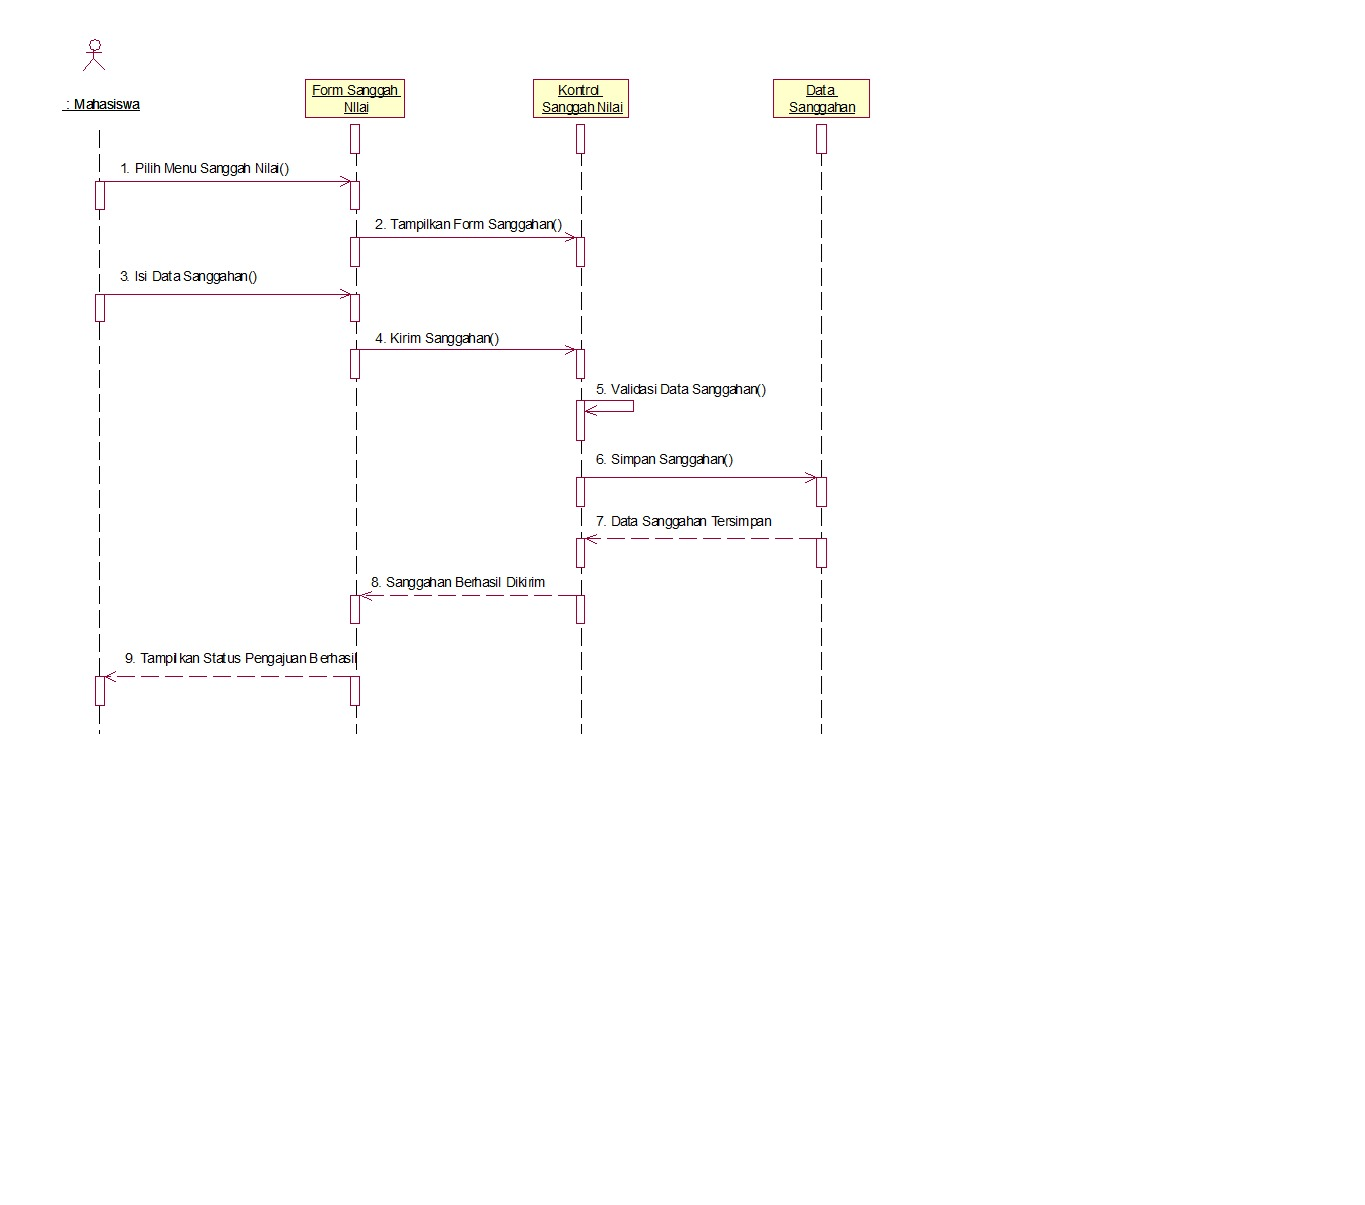 : Mahasiswa
Form Sanggah
NIlai
Kontrol
Sanggah Nilai
Data
Sanggahan
1. Pilih Menu Sanggah Nilai()
2. Tampilkan Form Sanggahan()
3. Isi Data Sanggahan()
4. Kirim Sanggahan()
5. Validasi Data Sanggahan()
6. Simpan Sanggahan()
7. Data Sanggahan Tersimpan
8. Sanggahan Berhasil Dikirim
9. Tampilkan Status Pengajuan Berhasil